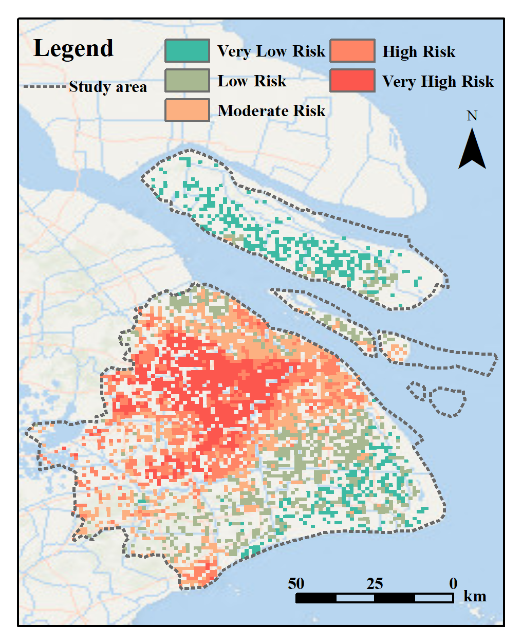 Legend
Very Low Risk
High Risk
Study area
Low Risk
Very High Risk
Moderate Risk
N
50 25 0
km